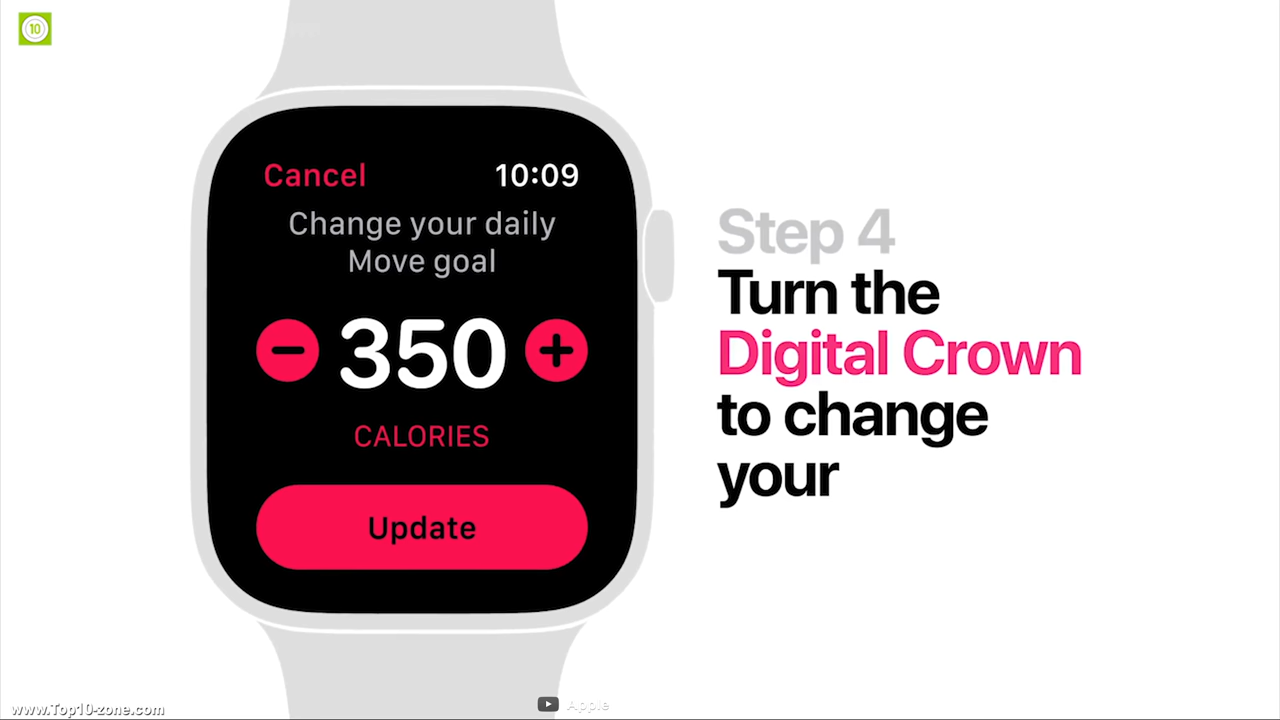 10
Cancel 10:09
Change your daily
Move goal
350
CALORIES
Update
Step 4
Turn the
Digital Crown
to change
your
www.Top10-zone.com
Apple